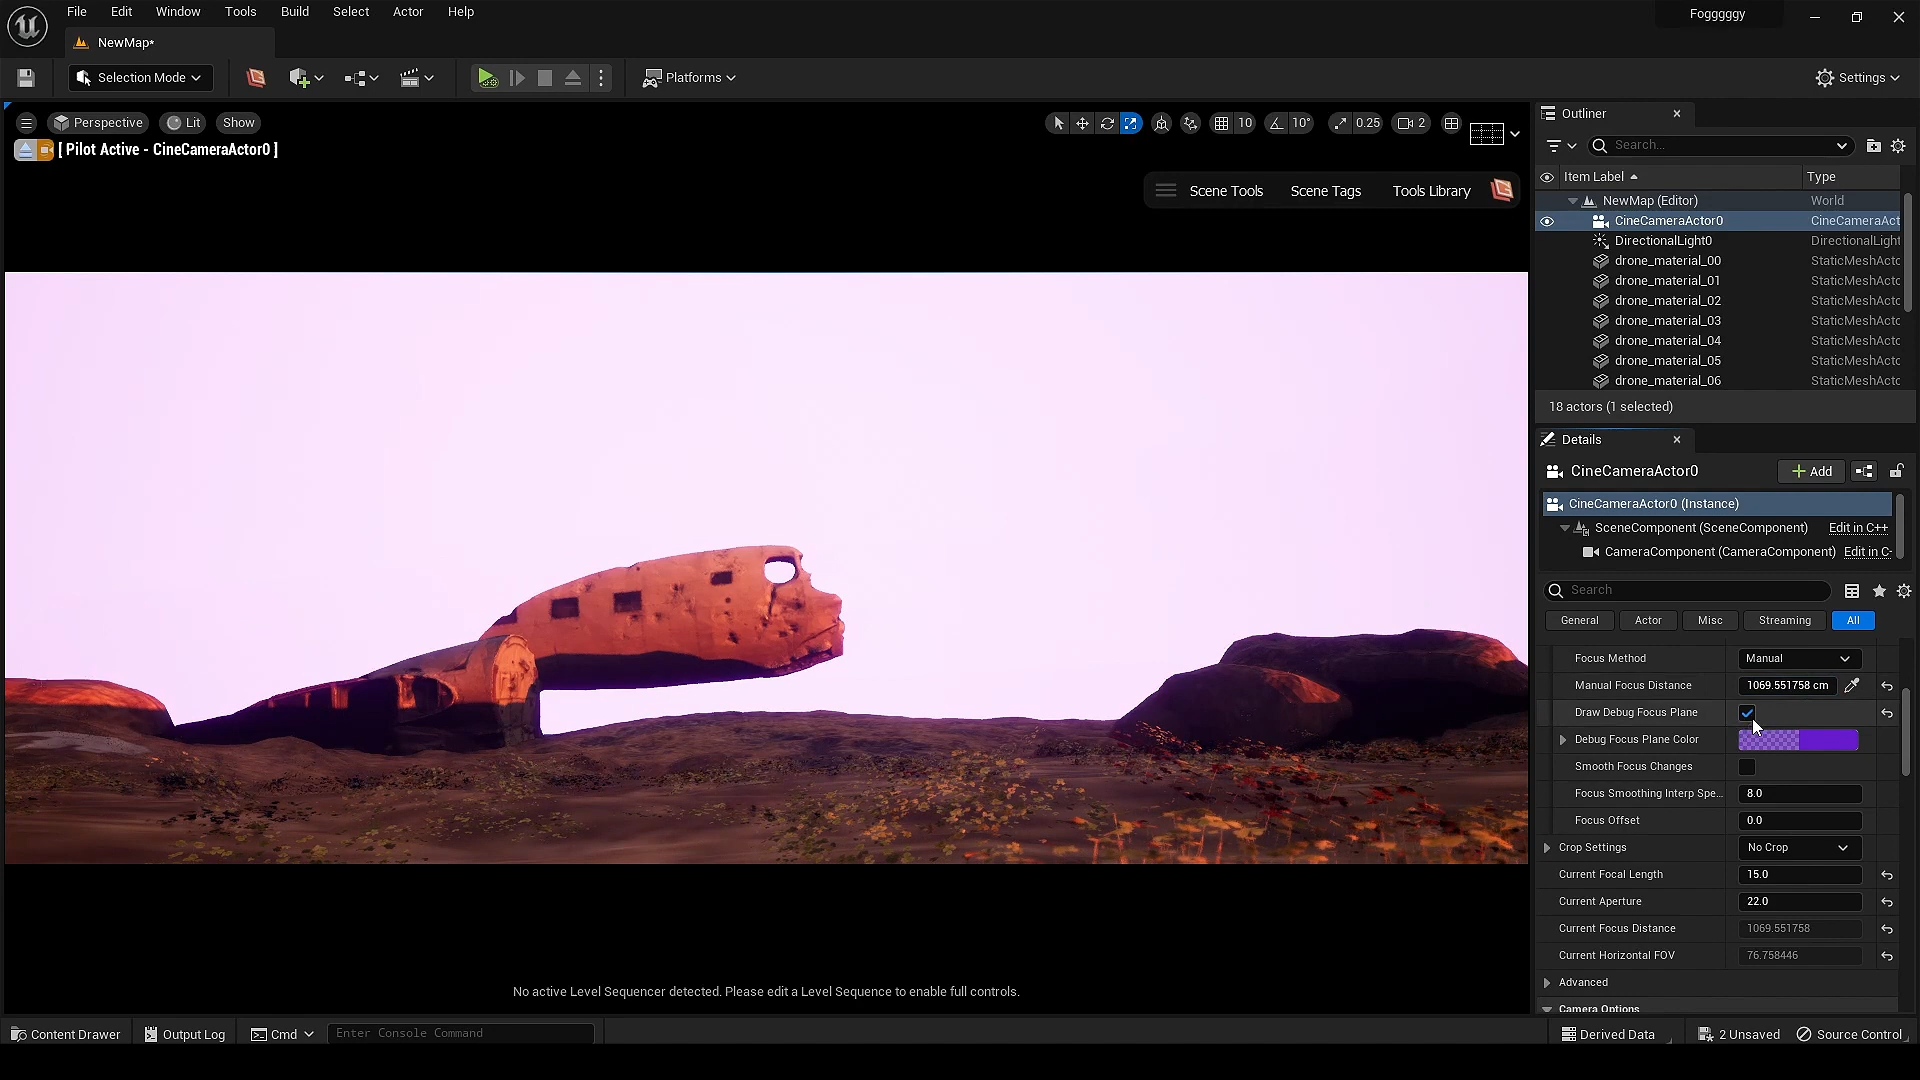 File Edit Window Tools Build Select Actor Help
Fogggggy
NewMap*
Selection Mode
Platforms
Settings
Perspective Lit Show
10 10° 0.25 2
[ Pilot Active - CineCameraActor0 ]
Scene Tools Scene Tags Tools Library
No active Level Sequencer detected. Please edit a Level Sequence to enable full controls.
Outliner
Search...
Item Label Type
NewMap (Editor) World
CineCameraActor0 CineCameraAct
DirectionalLight0 DirectionalLight
drone_material_00 StaticMeshActo
drone_material_01 StaticMeshActo
drone_material_02 StaticMeshActo
drone_material_03 StaticMeshActo
drone_material_04 StaticMeshActo
drone_material_05 StaticMeshActo
drone_material_06 StaticMeshActo
18 actors (1 selected)
Details
CineCameraActor0
Add
CineCameraActor0 (Instance)
SceneComponent (SceneComponent) Edit in C++
CameraComponent (CameraComponent) Edit in C-
Search
General Actor Misc Streaming All
Focus Method Manual
Manual Focus Distance 1069.551758 cm
Draw Debug Focus Plane
Debug Focus Plane Color
Smooth Focus Changes
Focus Smoothing Interp Spe... 8.0
Focus Offset 0.0
Crop Settings No Crop
Current Focal Length 15.0
Current Aperture 22.0
Current Focus Distance 1069.551758
Current Horizontal FOV 76.758446
Advanced
Camera Options
Content Drawer Output Log Cmd Enter Console Command
Derived Data 2 Unsaved Source Control